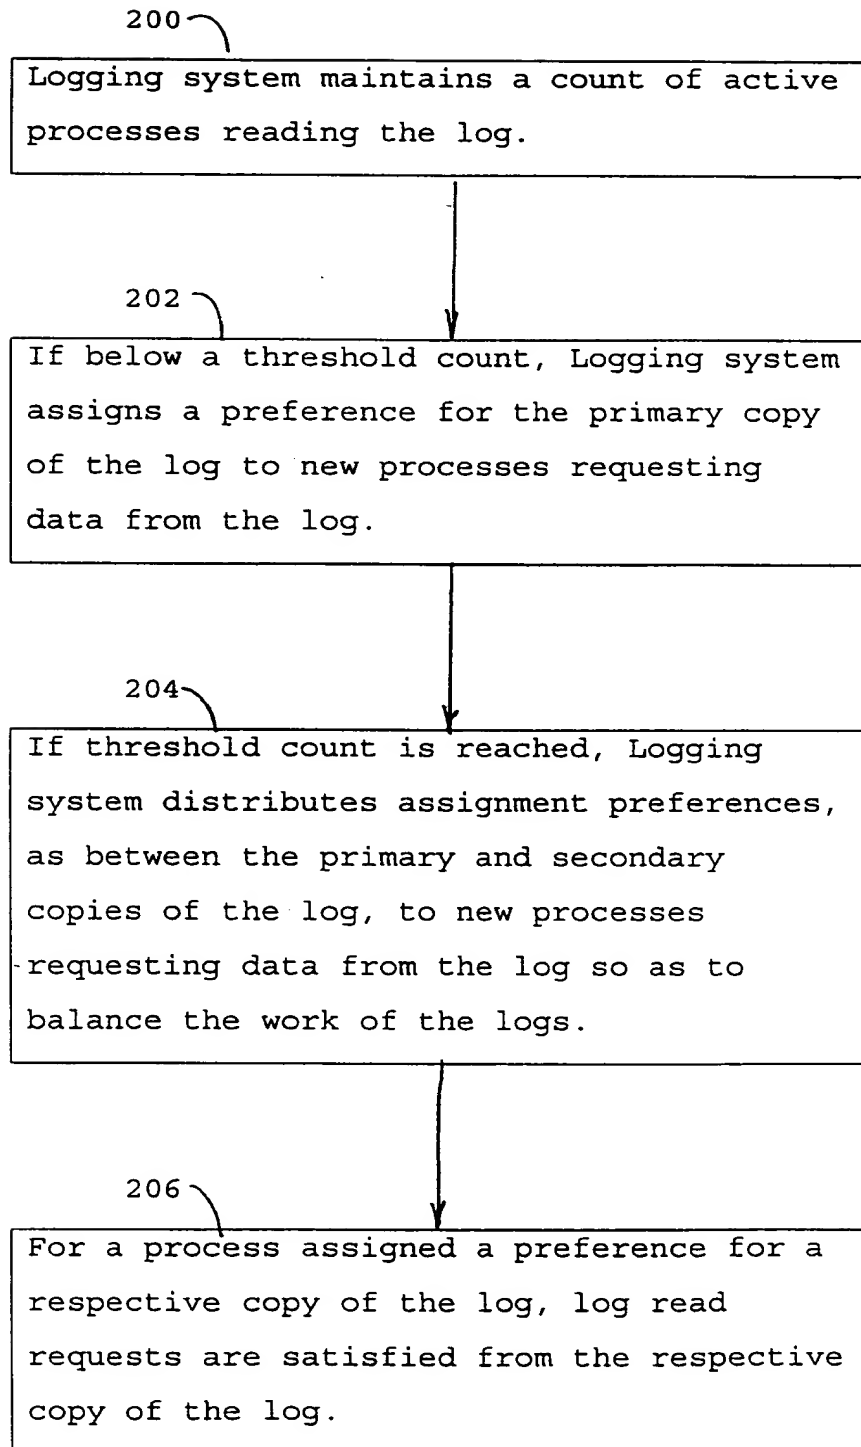 200
Logging system maintains a count of active
processes reading the log.
202
If below a threshold count, Logging system
assigns a preference for the primary copy
of the log to new processes requesting
data from the log.
204
If threshold count is reached, Logging
system distributes assignment preferences,
as between the primary and secondary
copies of the log, to new processes
requesting data from the log so as to
balance the work of the logs.
206
For a process assigned a preference for a
respective copy of the log, log read
requests are satisfied from the respective
copy of the log.